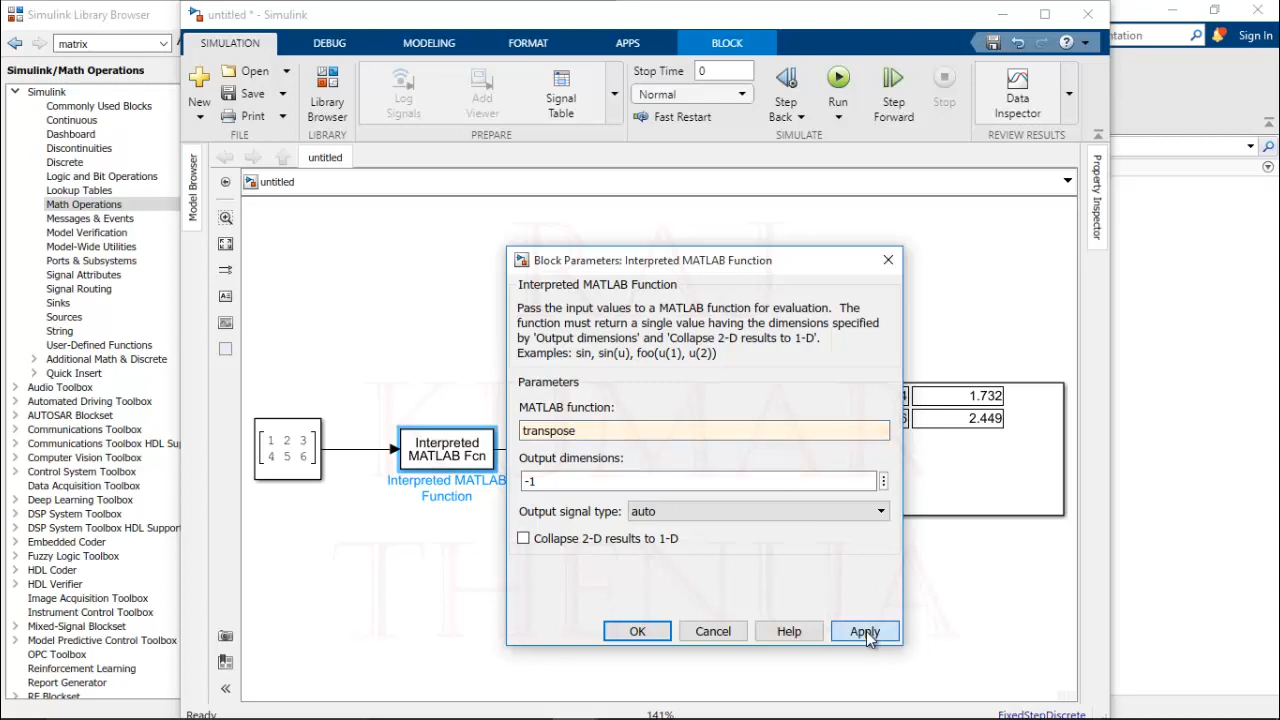 Simulink Library Browser
matrix
Simulink/Math Operations
Simulink
Commonly Used Blocks
Continuous
Dashboard
Discontinuities
Discrete
Logic and Bit Operations
Lookup Tables
Math Operations
Messages & Events
Model Verification
Model-Wide Utilities
Ports & Subsystems
Signal Attributes
Signal Routing
Sinks
Sources
String
User-Defined Functions
Additional Math & Discrete
Quick Insert
Audio Toolbox
Automated Driving Toolbox
AUTOSAR Blockset
Communications Toolbox
Communications Toolbox HDL Su
Computer Vision Toolbox
Control System Toolbox
Data Acquisition Toolbox
Deep Learning Toolbox
DSP System Toolbox
DSP System Toolbox HDL Support
Embedded Coder
Fuzzy Logic Toolbox
HDL Coder
HDL Verifier
Image Acquisition Toolbox
Instrument Control Toolbox
Mixed-Signal Blockset
Model Predictive Control Toolbox
OPC Toolbox
Reinforcement Learning
Report Generator
RF Blockset
untitled * - Simulink
SIMULATION DEBUG MODELING FORMAT APPS BLOCK
New
Open
Save
Print
FILE
Library Browser
LIBRARY
Log Signals
Add Viewer
Signal Table
PREPARE
Stop Time 0
Normal
Fast Restart
Step Back
Run
Step Forward
Stop
SIMULATE
Data Inspector
REVIEW RESULTS
Model Browser
untitled
untitled
Property Inspector
1 2 3
4 5 6
Interpreted
MATLAB Fcn
Interpreted MATLAB
Function
Block Parameters: Interpreted MATLAB Function
Interpreted MATLAB Function
Pass the input values to a MATLAB function for evaluation. The
function must return a single value having the dimensions specified
by 'Output dimensions' and 'Collapse 2-D results to 1-D'.
Examples: sin, sin(u), foo(u(1), u(2))
Parameters
MATLAB function:
transpose
Output dimensions:
-1
Output signal type: auto
Collapse 2-D results to 1-D
OK Cancel Help Apply
4 1.732
6 2.449
RAJ
KUMAR
THENUA
Ready 141% FixedStepDiscrete
ntation
Sign In